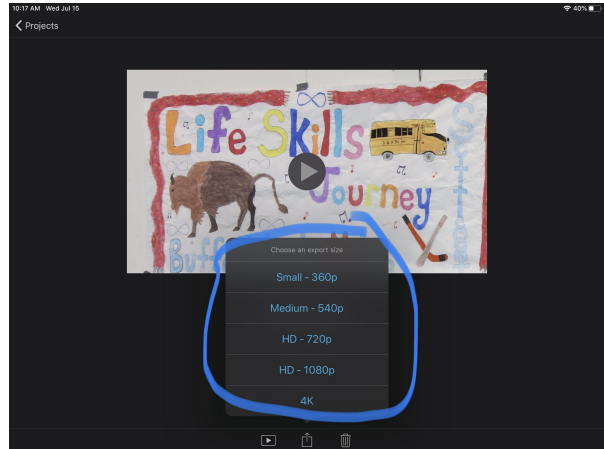 10:17 AM Wed Jul 15
40%
Projects
Life Skills
Journey
Choose an export size
Small - 360p
Medium - 540p
HD - 720p
HD - 1080p
4K